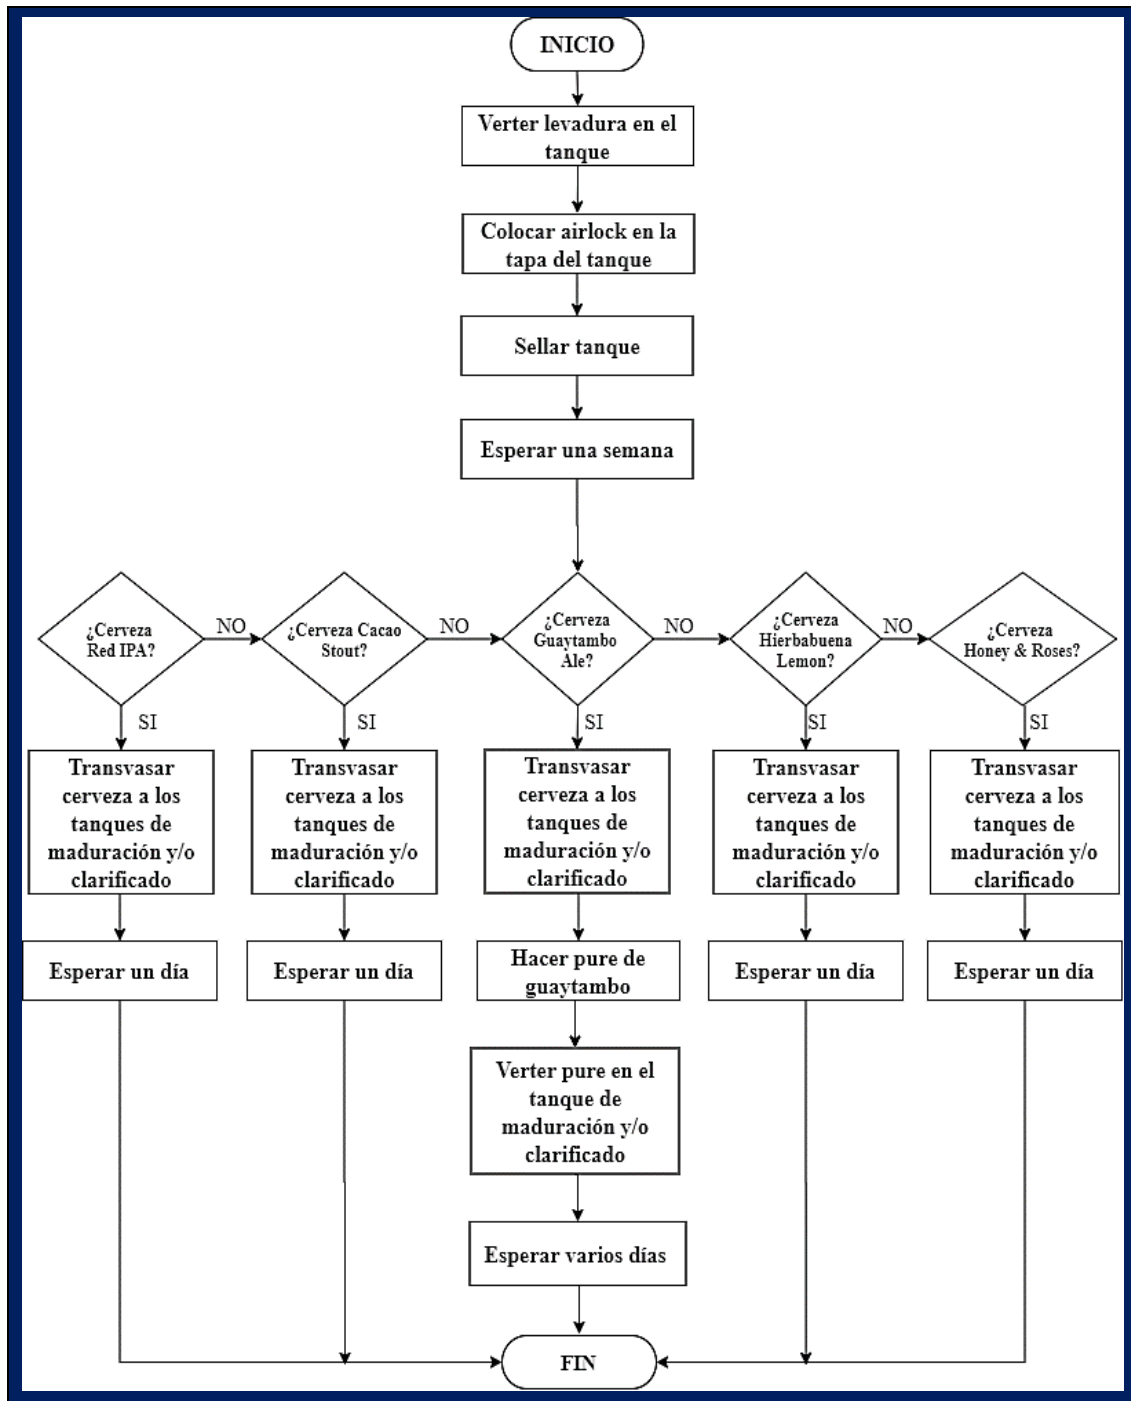 INICIO
Verter levadura en el
tanque
Colocar airlock en la
tapa del tanque
Sellar tanque
Esperar una semana
¿Cerveza
Red IPA?
NO
¿Cerveza Cacao
Stout?
NO
¿Cerveza
Guaytambo
Ale?
NO
¿Cerveza
Hierbabuena
Lemon?
NO
¿Cerveza
Honey & Roses?
SI
SI
SI
SI
SI
Transvasar
cerveza a los
tanques de
maduración y/o
clarificado
Transvasar
cerveza a los
tanques de
maduración y/o
clarificado
Transvasar
cerveza a los
tanques de
maduración y/o
clarificado
Transvasar
cerveza a los
tanques de
maduración y/o
clarificado
Transvasar
cerveza a los
tanques de
maduración y/o
clarificado
Esperar un día
Esperar un día
Hacer pure de
guaytambo
Esperar un día
Esperar un día
Verter pure en el
tanque de
maduración y/o
clarificado
Esperar varios días
FIN